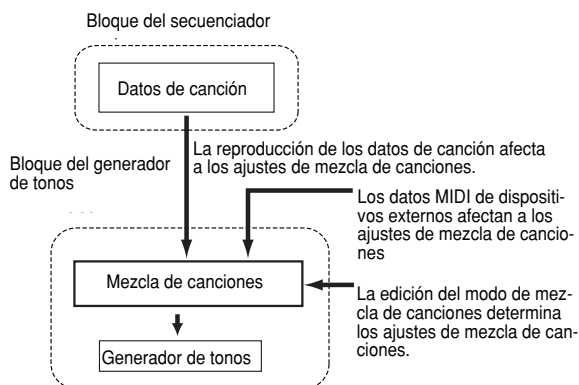 Bloque del secuenciador
Datos de canción
La reproducción de los datos de canción afecta
a los ajustes de mezcla de canciones.
Bloque del generador
de tonos
Los datos MIDI de dispositi-
vos externos afectan a los
ajustes de mezcla de cancio-
nes
Mezcla de canciones
La edición del modo de mez-
cla de canciones determina
los ajustes de mezcla de can-
ciones.
Generador de tonos